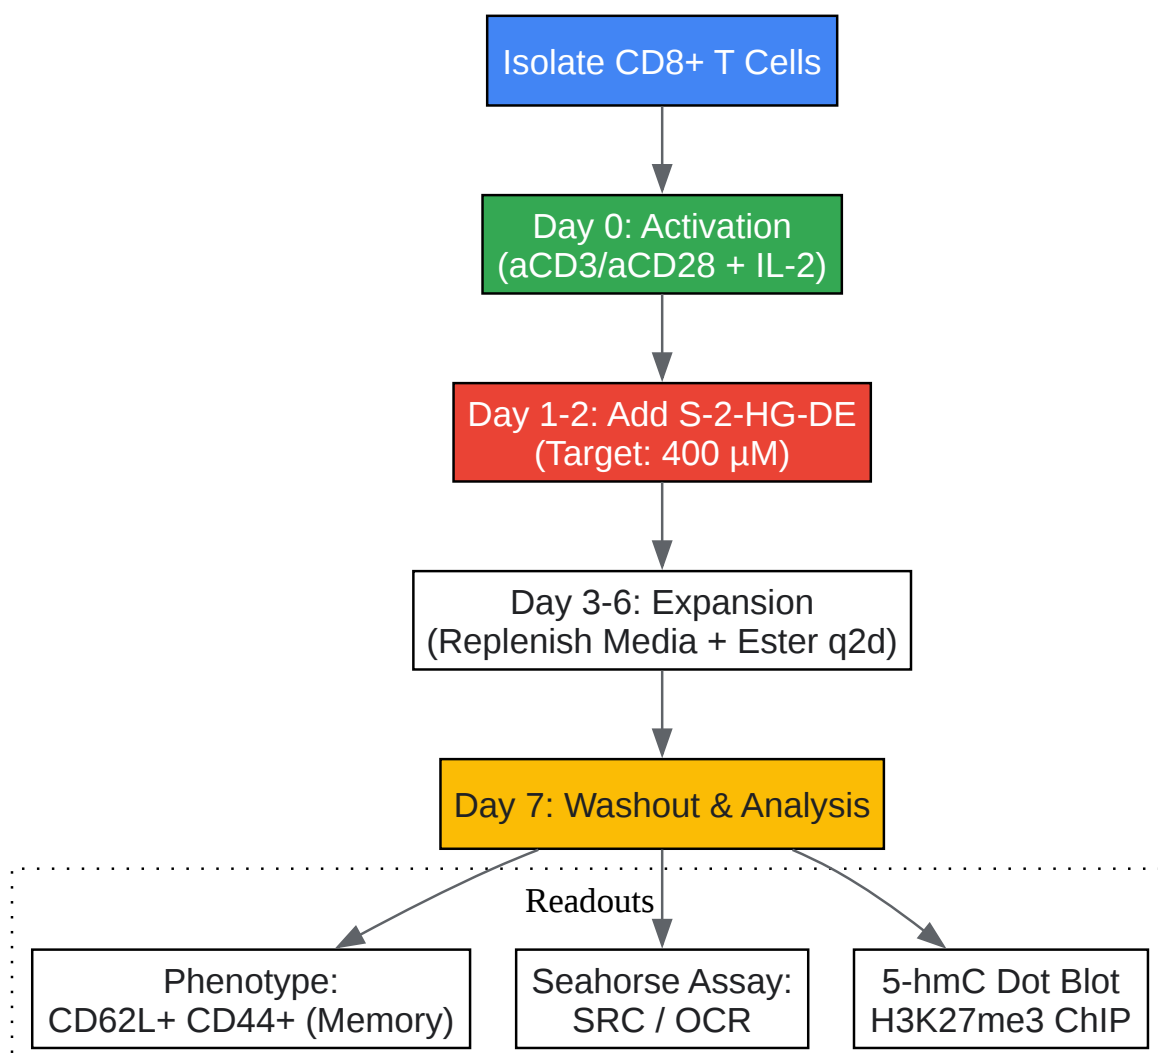 Isolate CD8+ T Cells
Day 0: Activation
(aCD3/aCD28 + IL-2)
Day 1-2: Add S-2-HG-DE
(Target: 400 µM)
Day 3-6: Expansion
(Replenish Media + Ester q2d)
Day 7: Washout & Analysis
Readouts
Phenotype:
CD62L+ CD44+ (Memory)
Seahorse Assay:
SRC / OCR
5-hmC Dot Blot
H3K27me3 ChIP